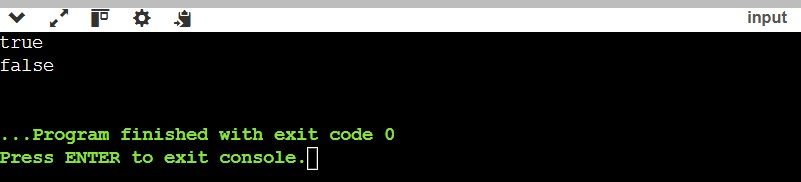 input
true
false
...Program finished with exit code 0
Press ENTER to exit console.